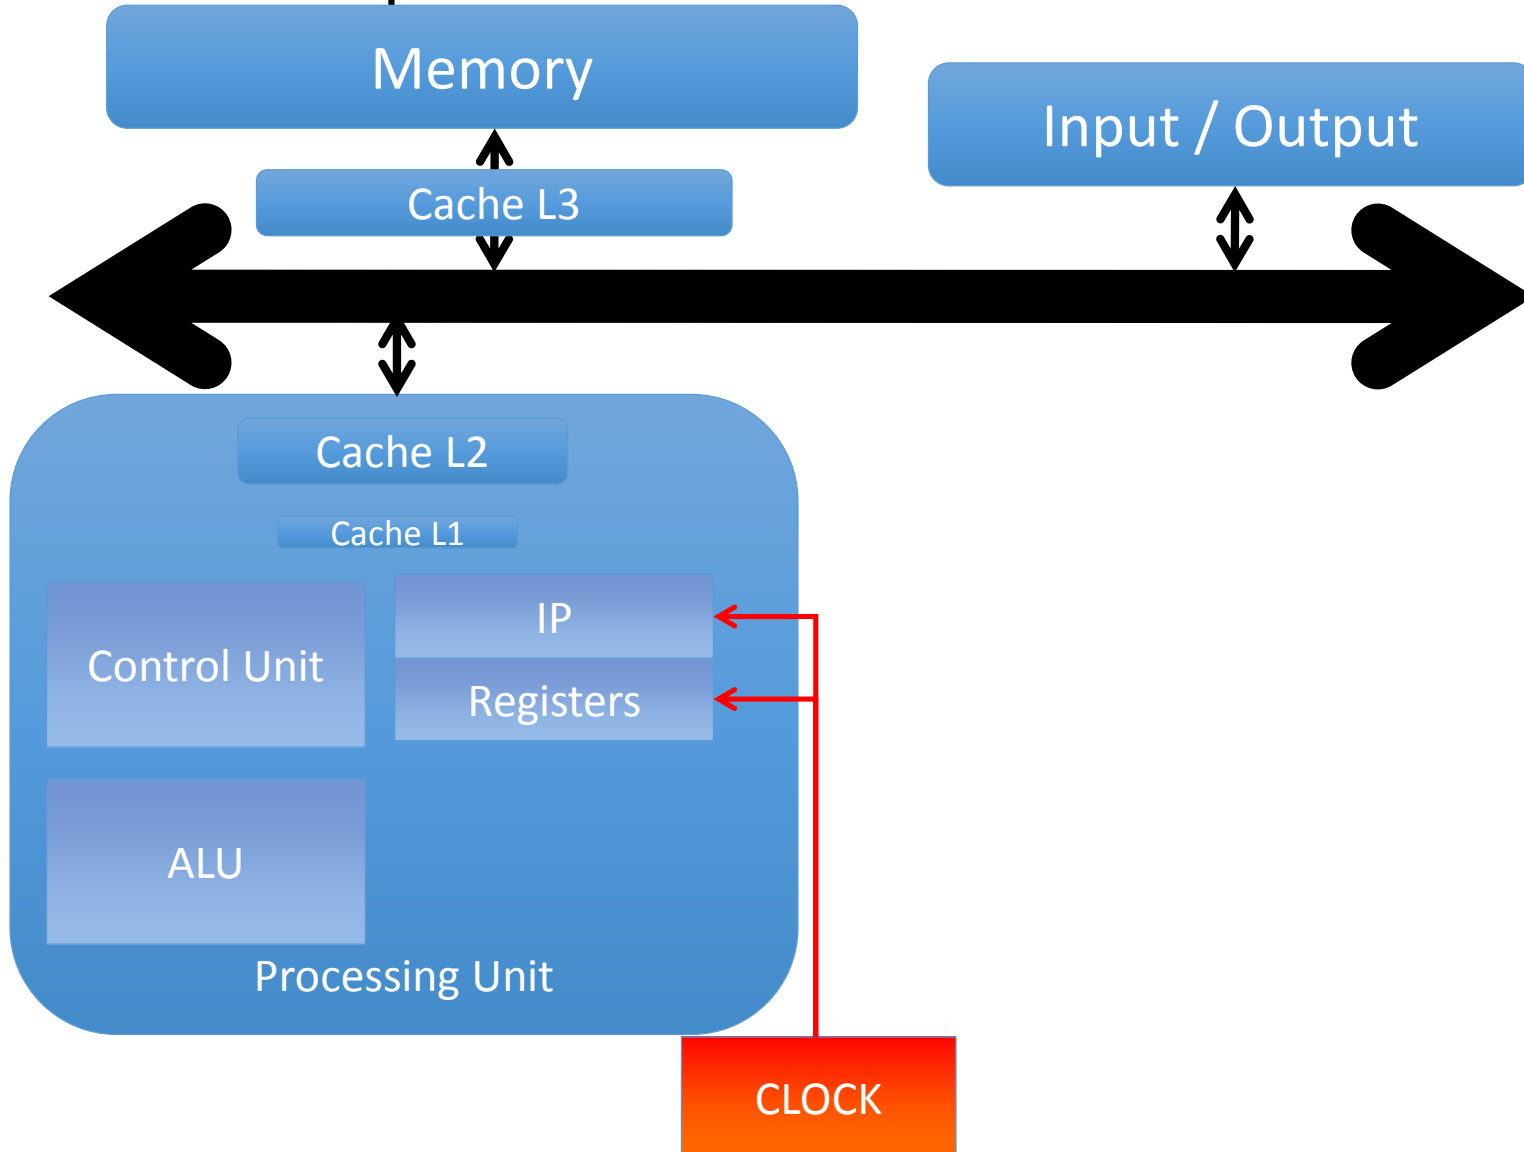 Memory
Input / Output
Cache L3
Cache L2
Cache L1
IP
Control Unit
Registers
ALU
Processing Unit
CLOCK